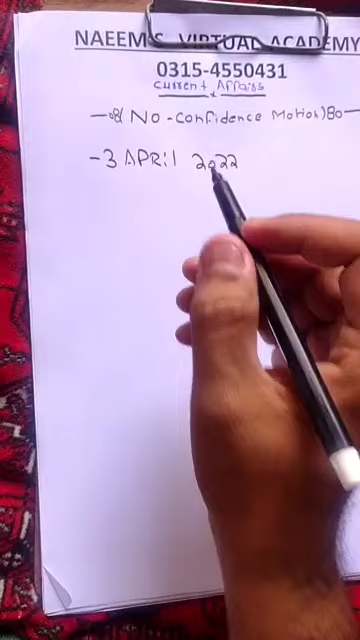 NAEEM'S VIRTUAL ACADEMY
0315-4550431
Current Affairs
(No-Confidence Motion)
-3 APRil 2022